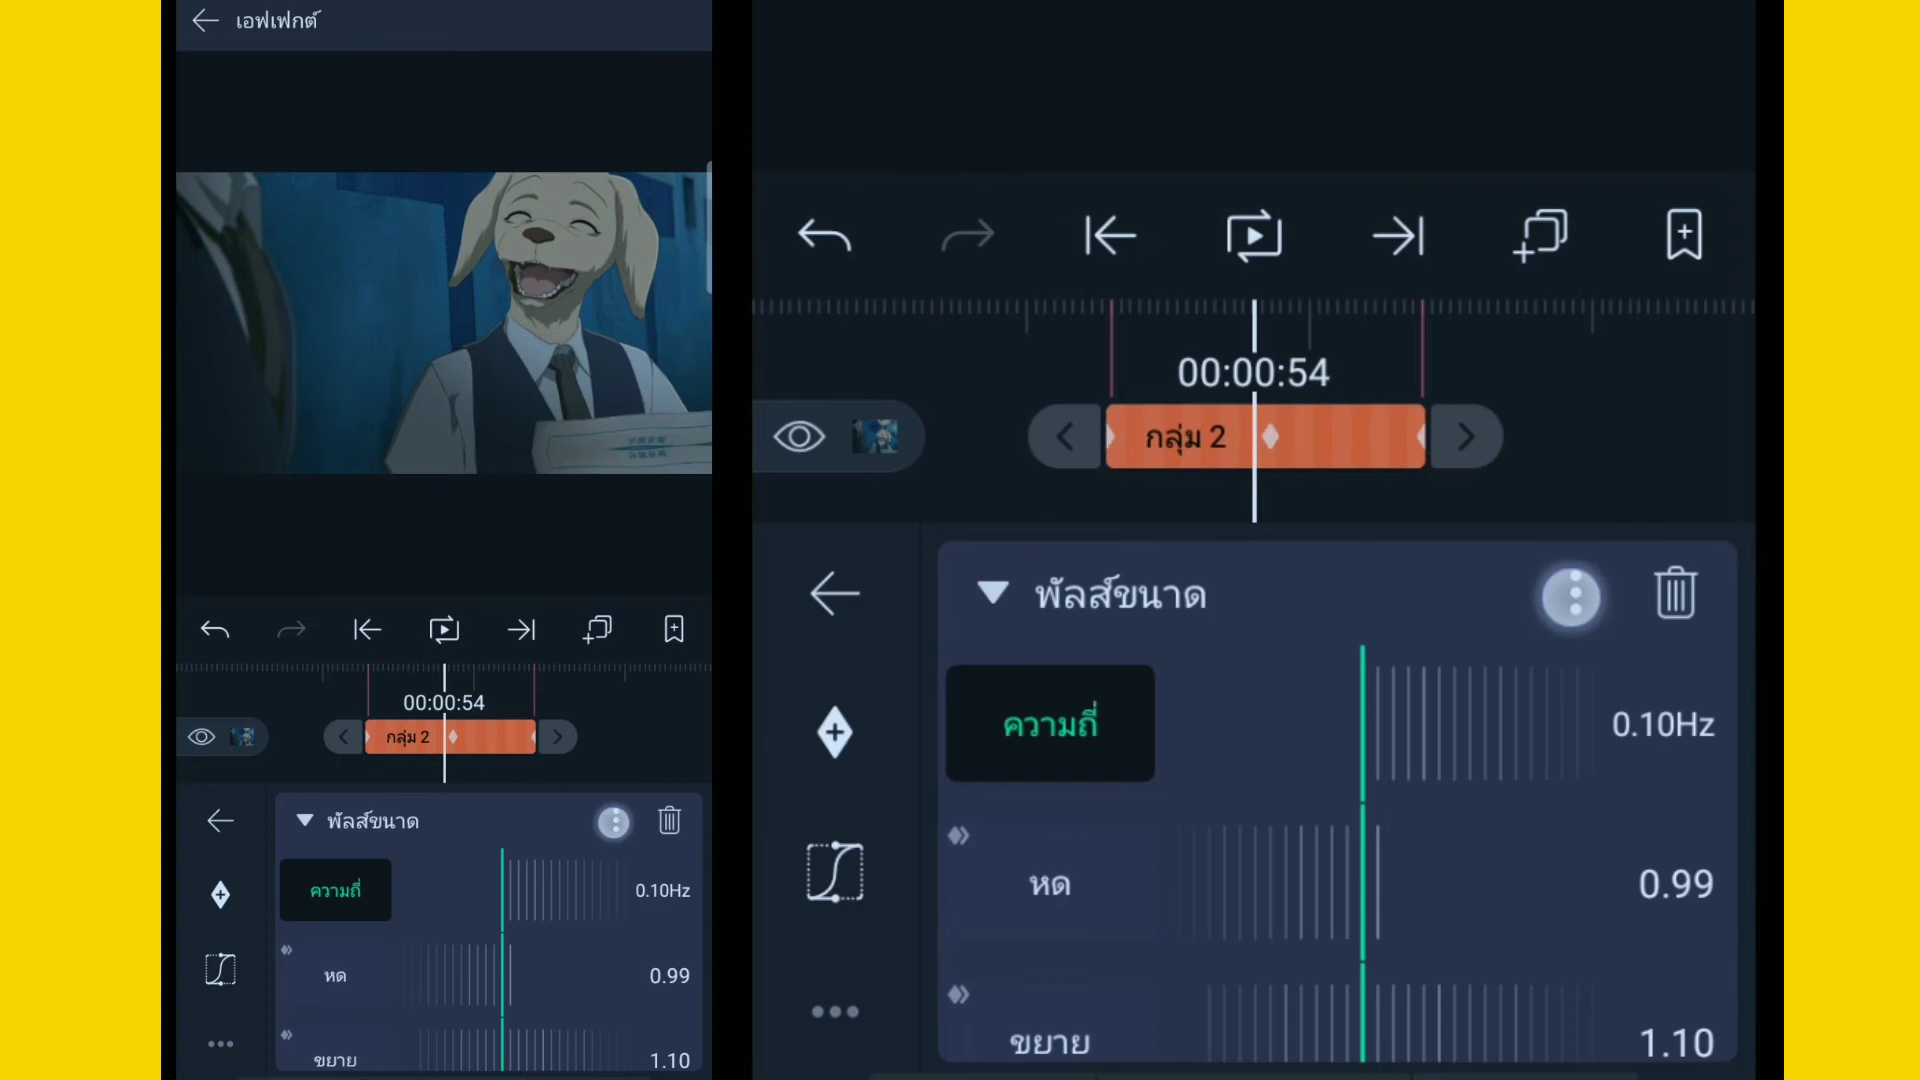 เอฟเฟกต์
00:00:54
กลุ่ม 2
พัลส์ขนาด
ความถี่
0.10Hz
หด
0.99
ขยาย
1.10
00:00:54
กลุ่ม 2
พัลส์ขนาด
ความถี่
0.10Hz
หด
0.99
ขยาย
1.10